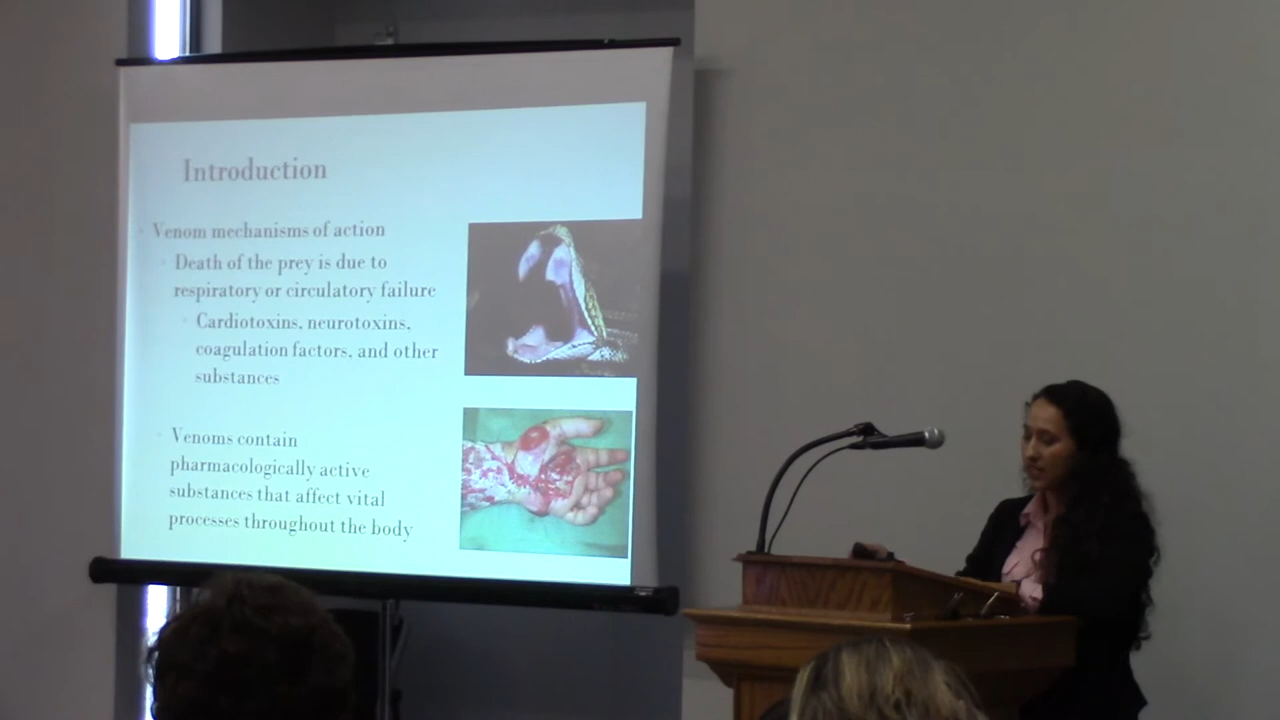 Introduction
Venom mechanisms of action
Death of the prey is due to
respiratory or circulatory failure
Cardiotoxins, neurotoxins,
coagulation factors, and other
substances
Venoms contain
pharmacologically active
substances that affect vital
processes throughout the body